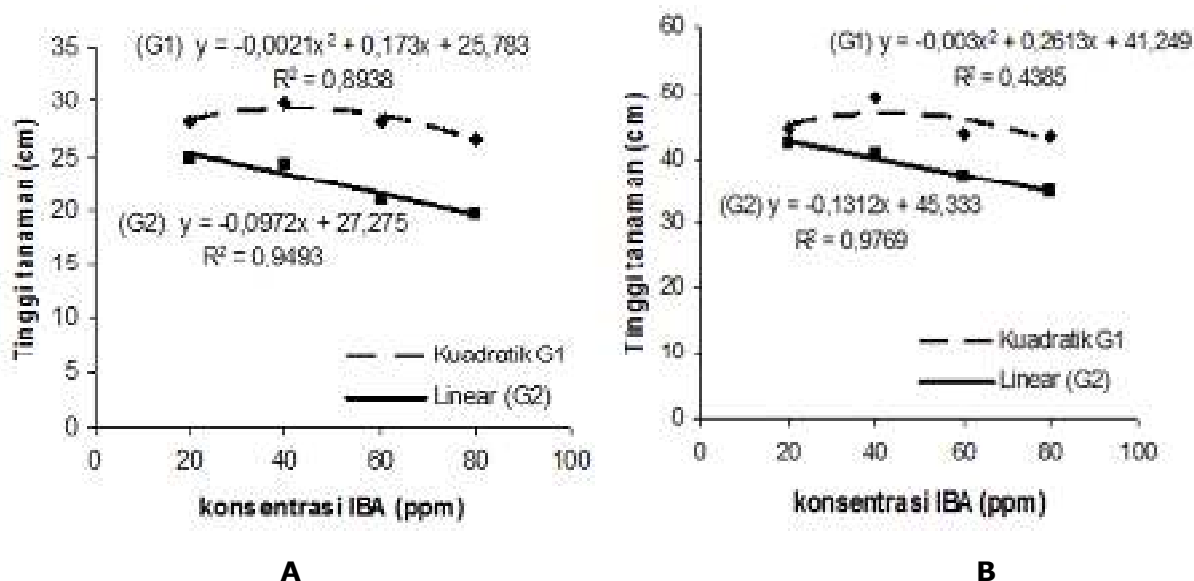 (G1) y = -0,0021x² + 0,173x + 25,783
R² = 0,8938
35
30
25
20
15
10
5
0
Tinggi tanaman (cm)
(G2) y = -0,0972x + 27,275
R² = 0,9493
Kuadratik G1
Linear (G2)
0 20 40 60 80 100
konsentrasi IBA (ppm)
A
(G1) y = -0,003x² + 0,2613x + 41,249
R² = 0,4385
60
50
40
30
20
10
0
Tinggi tanaman (cm)
(G2) y = -0,1312x + 45,333
R² = 0,9769
Kuadratik G1
Linear (G2)
0 20 40 60 80 100
konsentrasi IBA (ppm)
B